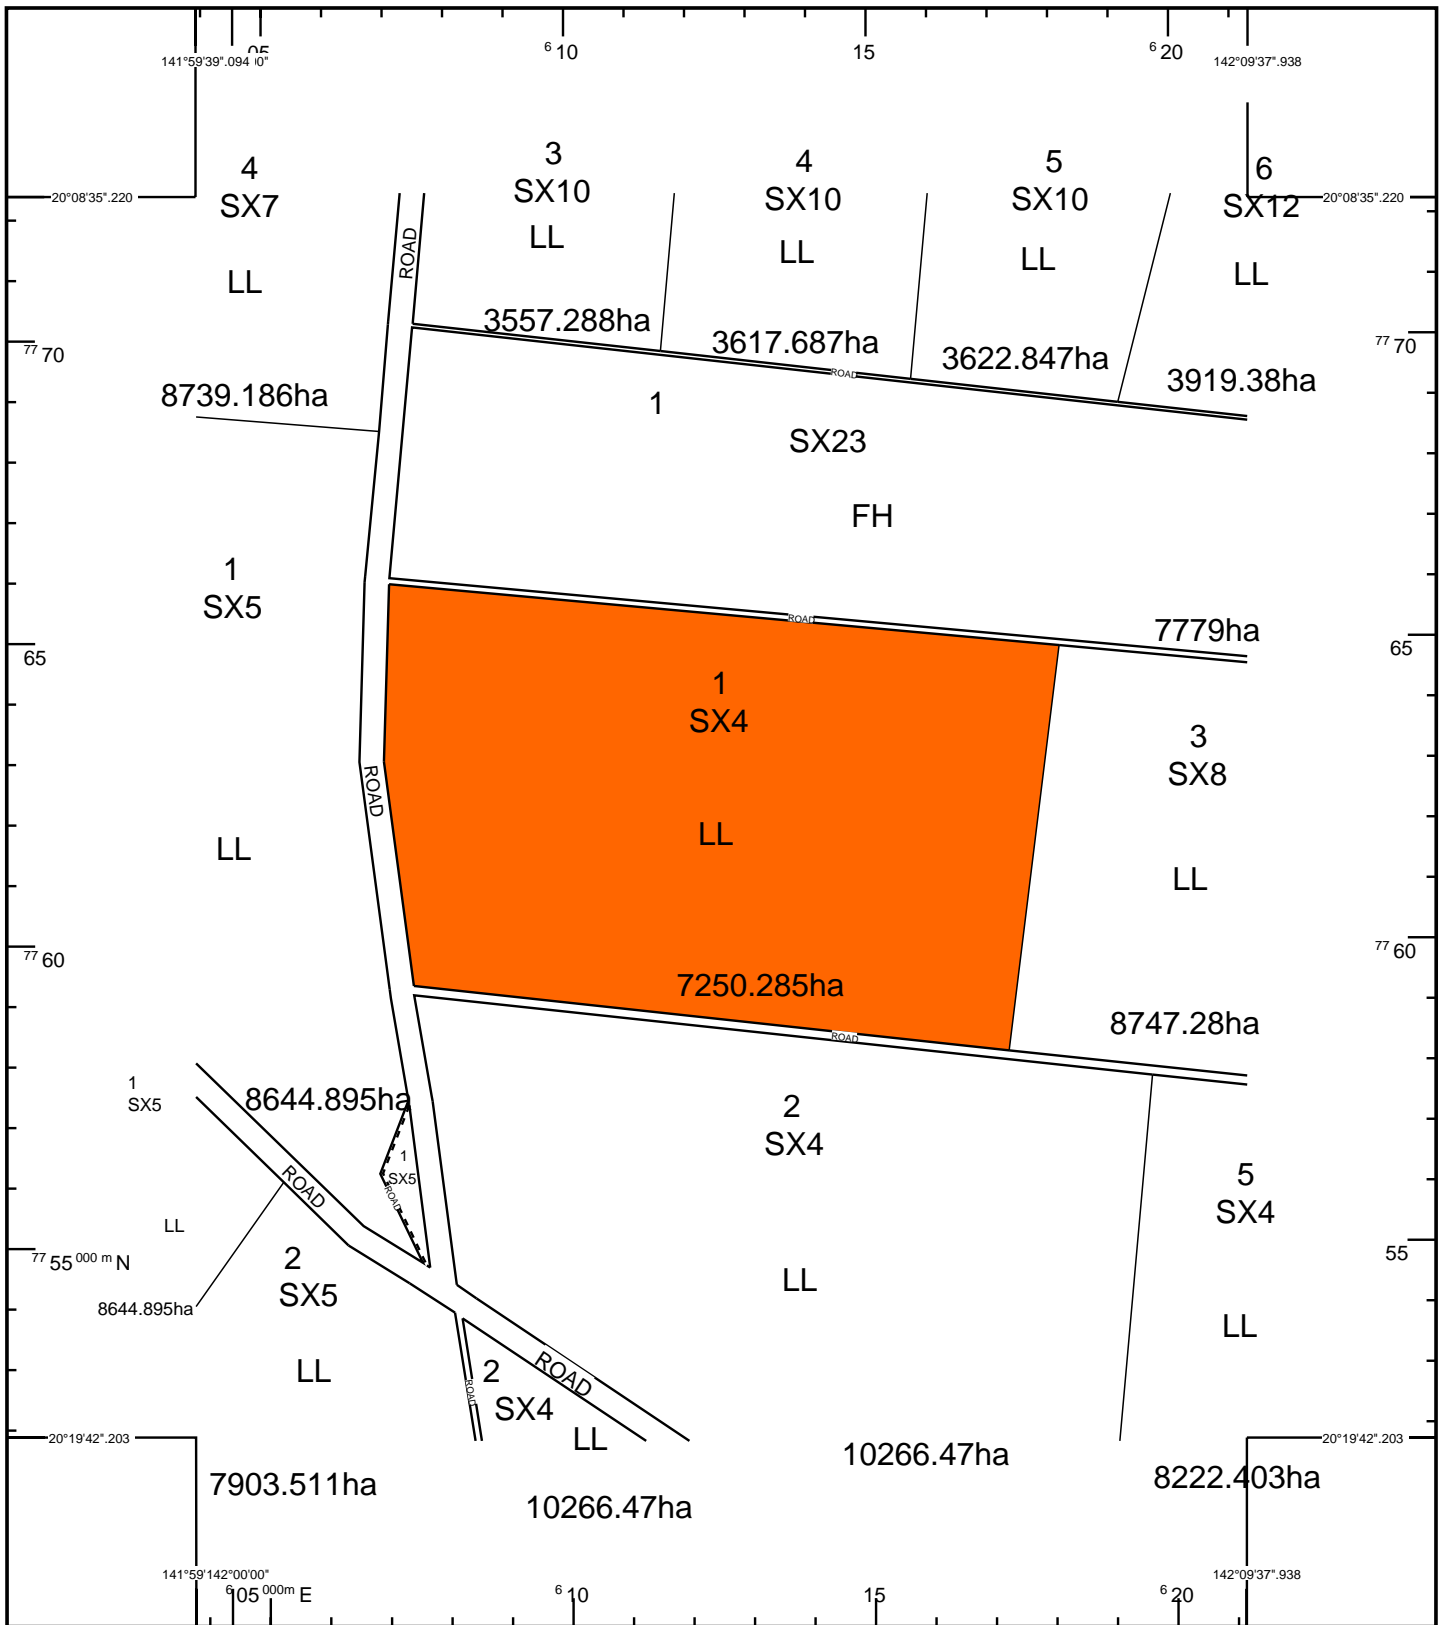 05
6 10
15
6 20
141°59'39".094
142°09'37".938
4
SX7
LL
3
SX10
LL
4
SX10
LL
5
SX10
LL
6
SX12
LL
20°08'35".220
20°08'35".220
ROAD
3557.288ha
3617.687ha
3622.847ha
3919.38ha
77 70
77 70
8739.186ha
ROAD
1
SX23
FH
1
SX5
LL
ROAD
7779ha
65
65
1
SX4
LL
7250.285ha
3
SX8
LL
8747.28ha
ROAD
77 60
77 60
ROAD
1
SX5
LL
8644.895ha
8644.895ha
ROAD
1
SX5
ROAD
2
SX4
LL
10266.47ha
5
SX4
LL
8222.403ha
77 55 000 m N
55
2
SX5
LL
7903.511ha
ROAD
ROAD
2
SX4
LL
10266.47ha
20°19'42".203
20°19'42".203
141°59'142°00'00"
142°09'37".938
6 05 000m E
6 10
15
6 20